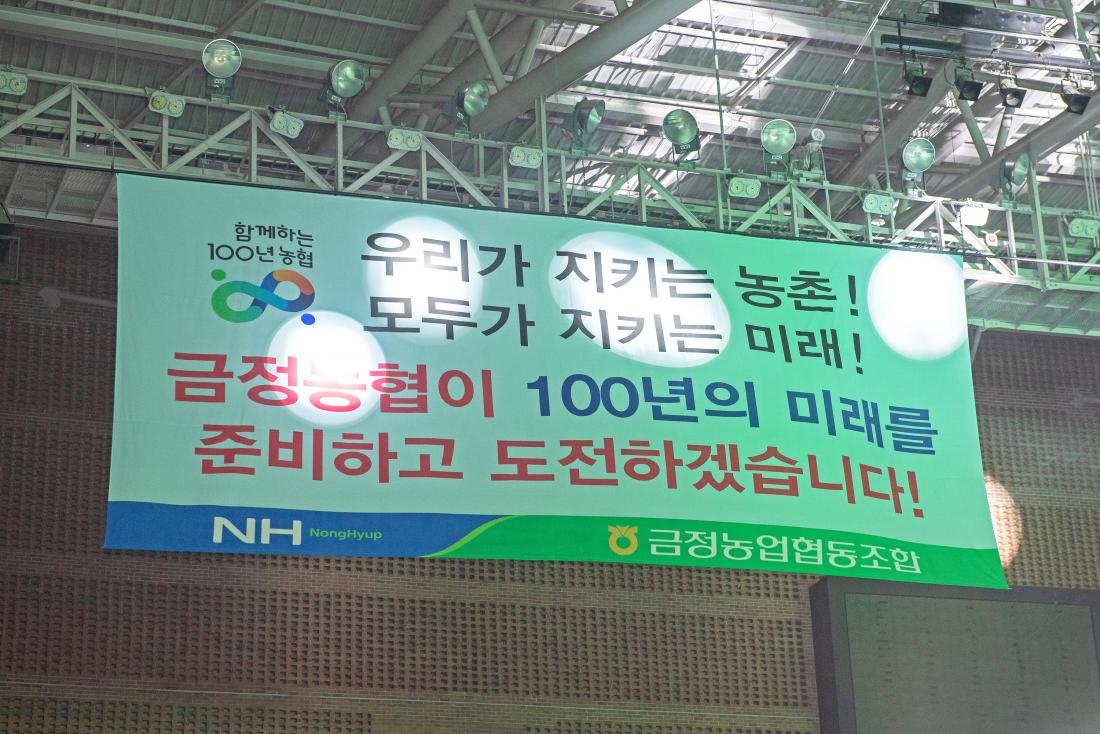 함께하는
100년 농협
우리가 지키는 농촌!
모두가 지키는 미래!
금정농협이 100년의 미래를
준비하고 도전하겠습니다!
NH NongHyup
금정농업협동조합